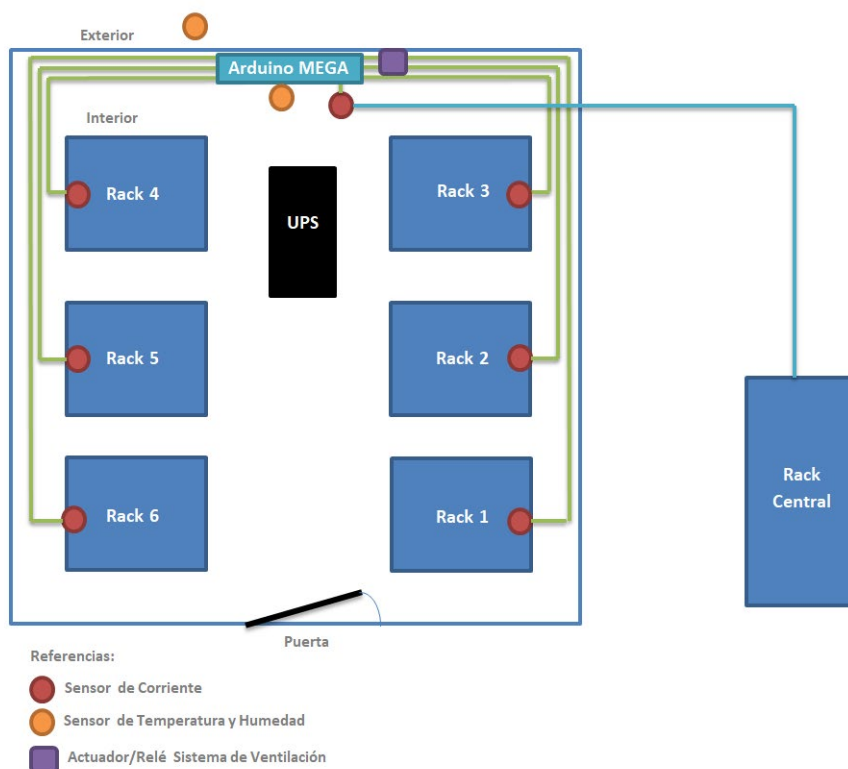 Exterior
Arduino MEGA
Interior
Rack 4
Rack 3
UPS
Rack 5
Rack 2
Rack 6
Rack 1
Rack
Central
Puerta
Referencias:
Sensor de Corriente
Sensor de Temperatura y Humedad
Actuador/Relé Sistema de Ventilación